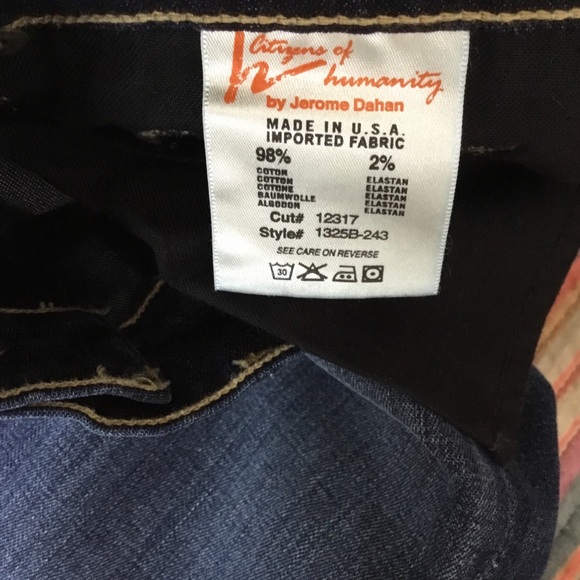 Citizens of
humanity
by Jerome Dahan
MADE IN U.S.A.
IMPORTED FABRIC
98% 2%
COTON ELASTAN
COTTON ELASTAN
COTONE ELASTAN
BAUMWOLLE ELASTAN
ALGODON ELASTAN
Cut# 12317
Style# 1325B-243
SEE CARE ON REVERSE
30